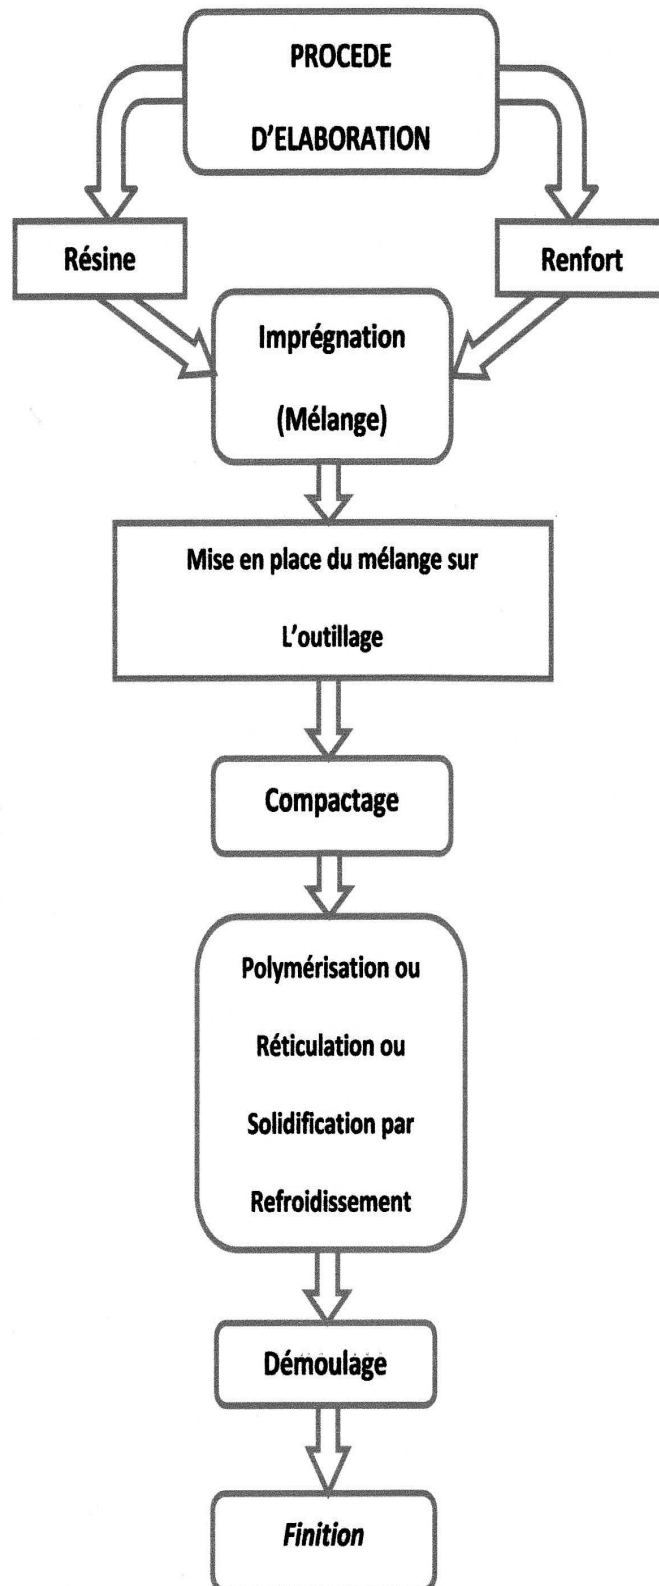 PROCEDE
D'ELABORATION
Résine
Renfort
Imprégnation
(Mélange)
Mise en place du mélange sur
L'outillage
Compactage
Polymérisation ou
Réticulation ou
Solidification par
Refroidissement
Démoulage
Finition